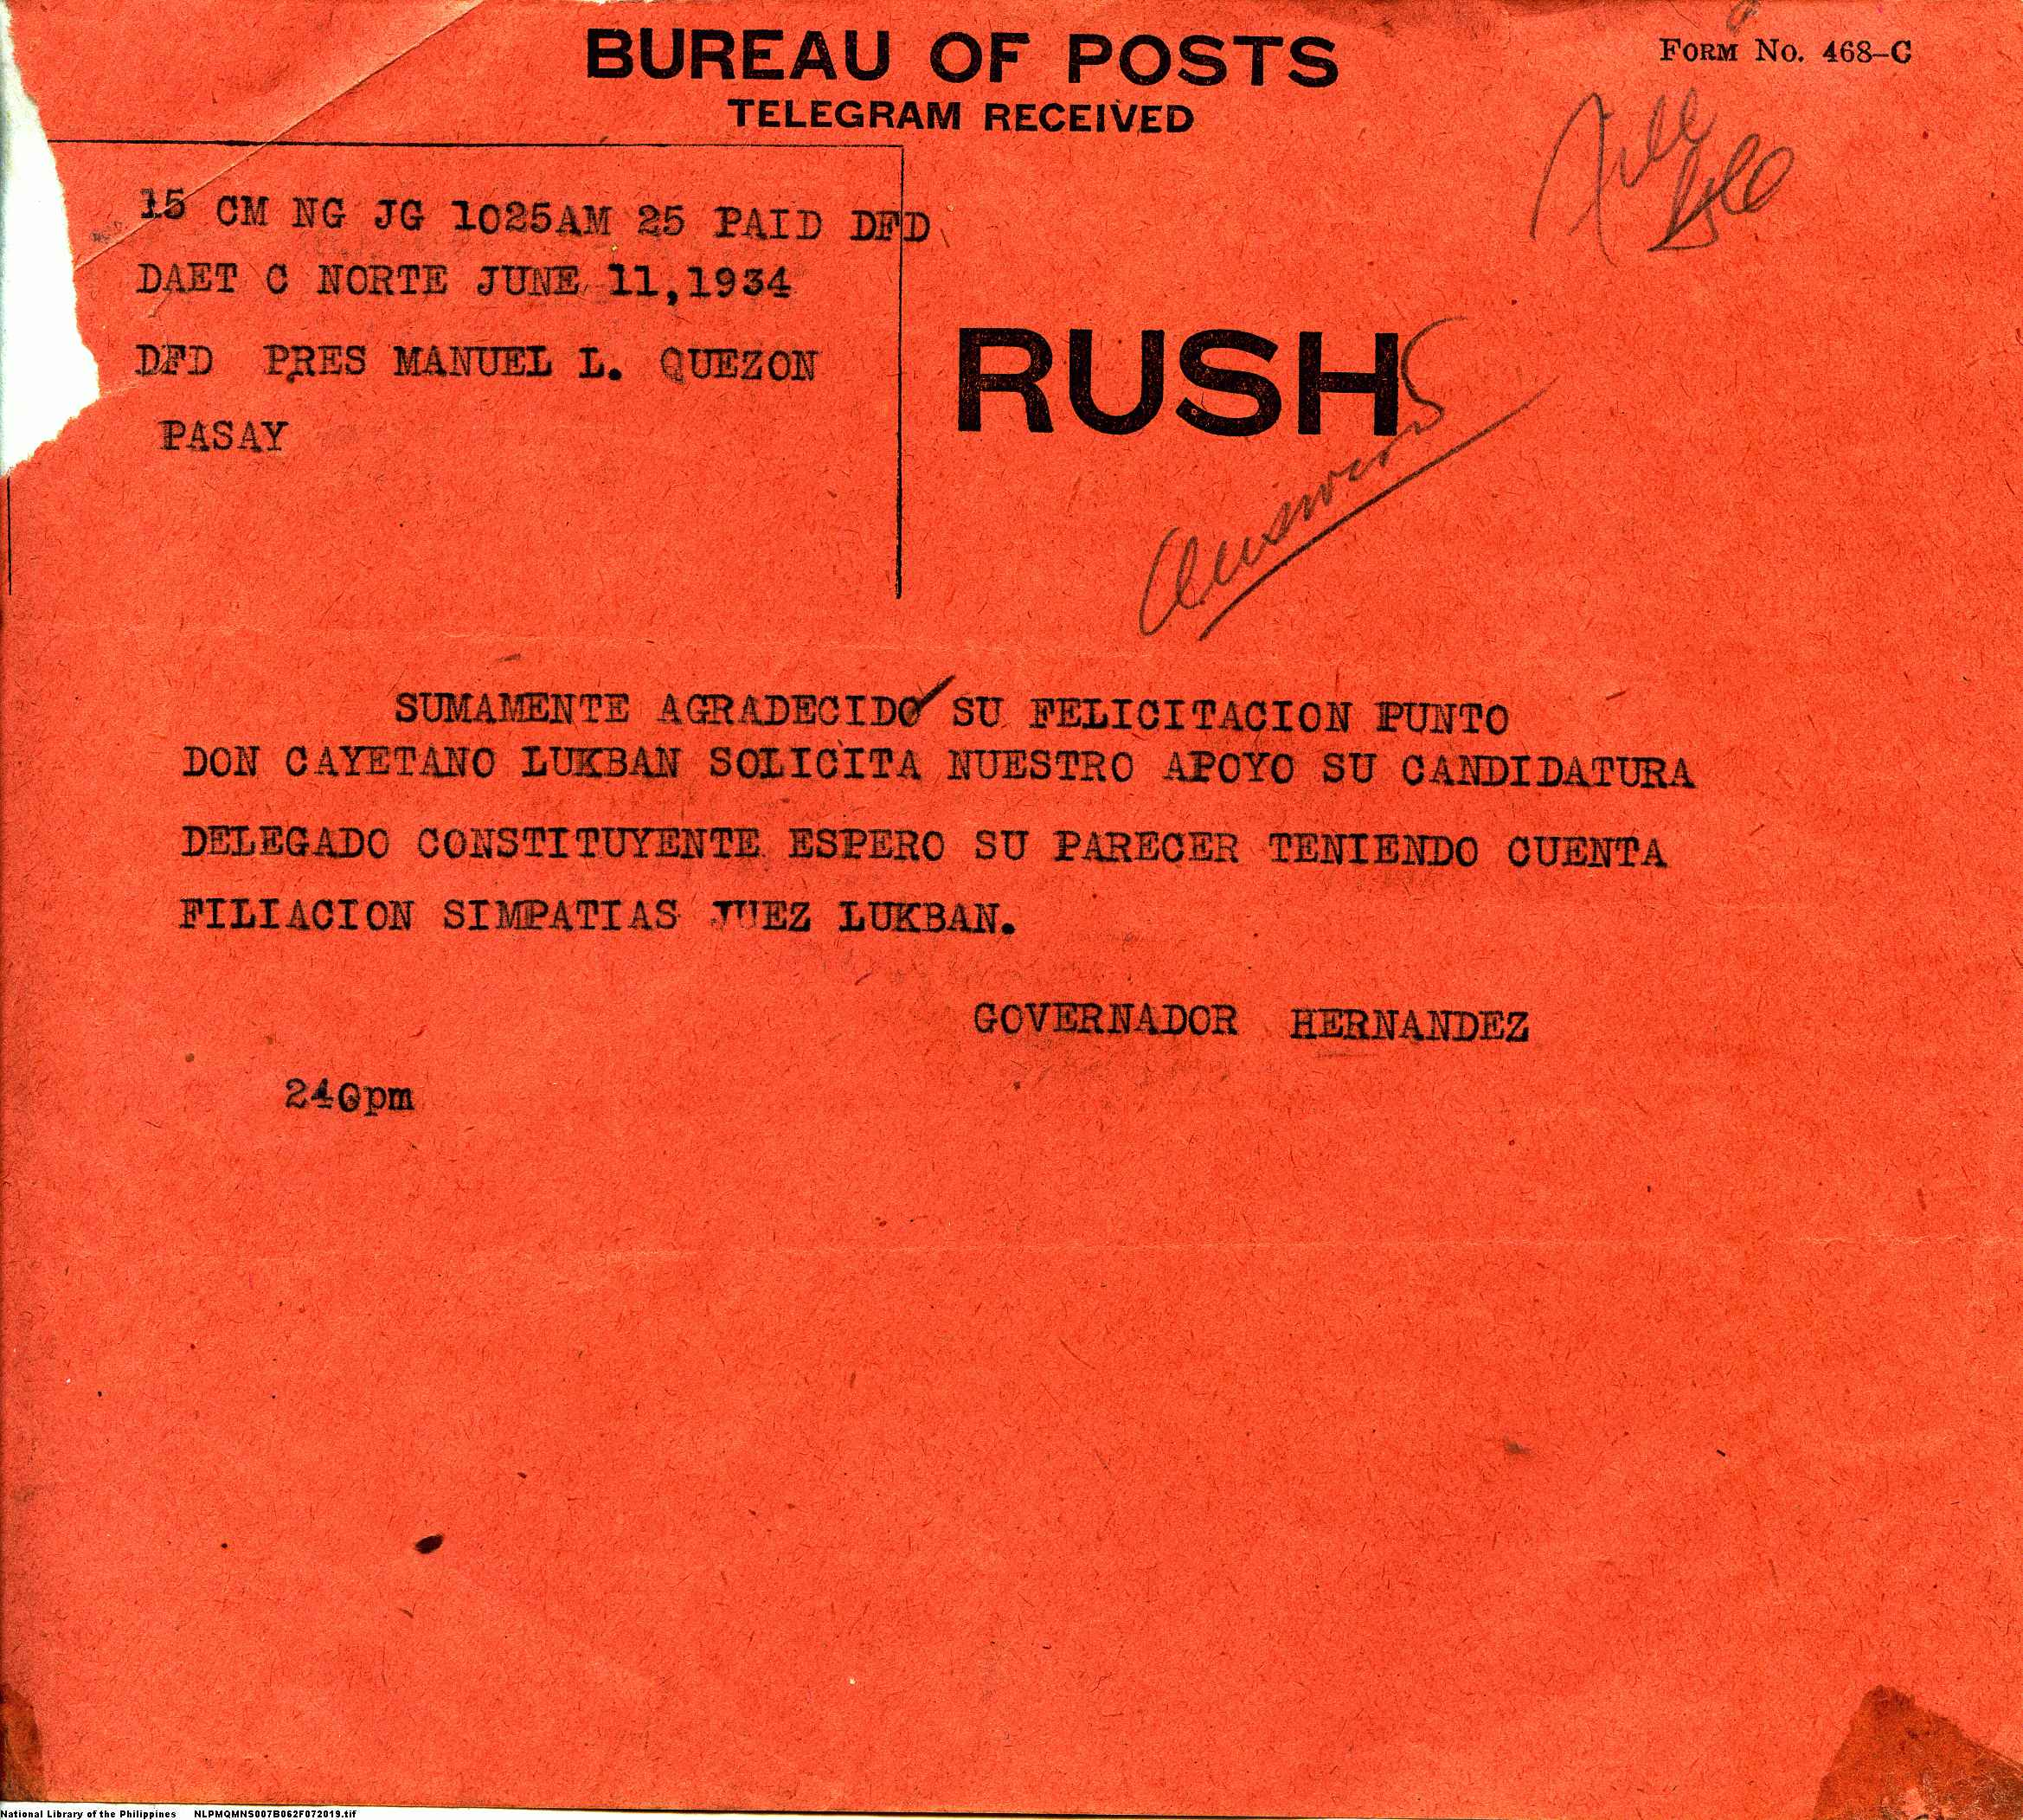 BUREAU OF POSTS
TELEGRAM RECEIVED
FORM NO. 468–C
File
15 CM NG JG 1025AM 25 PAID DFD
DAET C NORTE JUNE 11,1934
DFD PRES MANUEL L. QUEZON
PASAY
RUSH
SUMAMENTE AGRADECIDO SU FELICITACION PUNTO
DON CAYETANO LUKBAN SOLICITA NUESTRO APOYO SU CANDIDATURA
DELEGADO CONSTITUYENTE ESPERO SU PARECER TENIENDO CUENTA
FILIACION SIMPATIAS JUEZ LUKBAN.
GOVERNADOR HERNANDEZ
National Library of the Philippines NLPMQMNS007B062F072019.tif